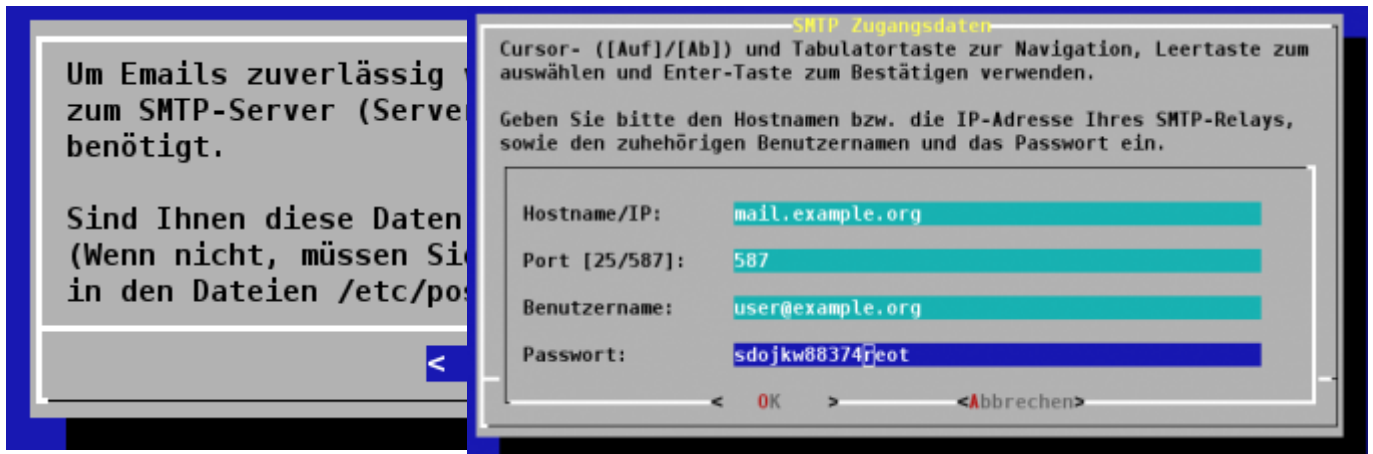 Um Emails zuverlässig
zum SMTP-Server (Serve
benötigt.
Sind Ihnen diese Daten
(Wenn nicht, müssen Sie
in den Dateien /etc/pos
<
SMTP Zugangsdaten
Cursor- ([Auf]/[Ab]) und Tabulatortaste zur Navigation, Leertaste zum
auswählen und Enter-Taste zum Bestätigen verwenden.
Geben Sie bitte den Hostnamen bzw. die IP-Adresse Ihres SMTP-Relays,
sowie den zuhehörigen Benutzernamen und das Passwort ein.
Hostname/IP: mail.example.org
Port [25/587]: 587
Benutzername: user@example.org
Passwort: sdojkw88374reot
< OK > <Abbrechen>